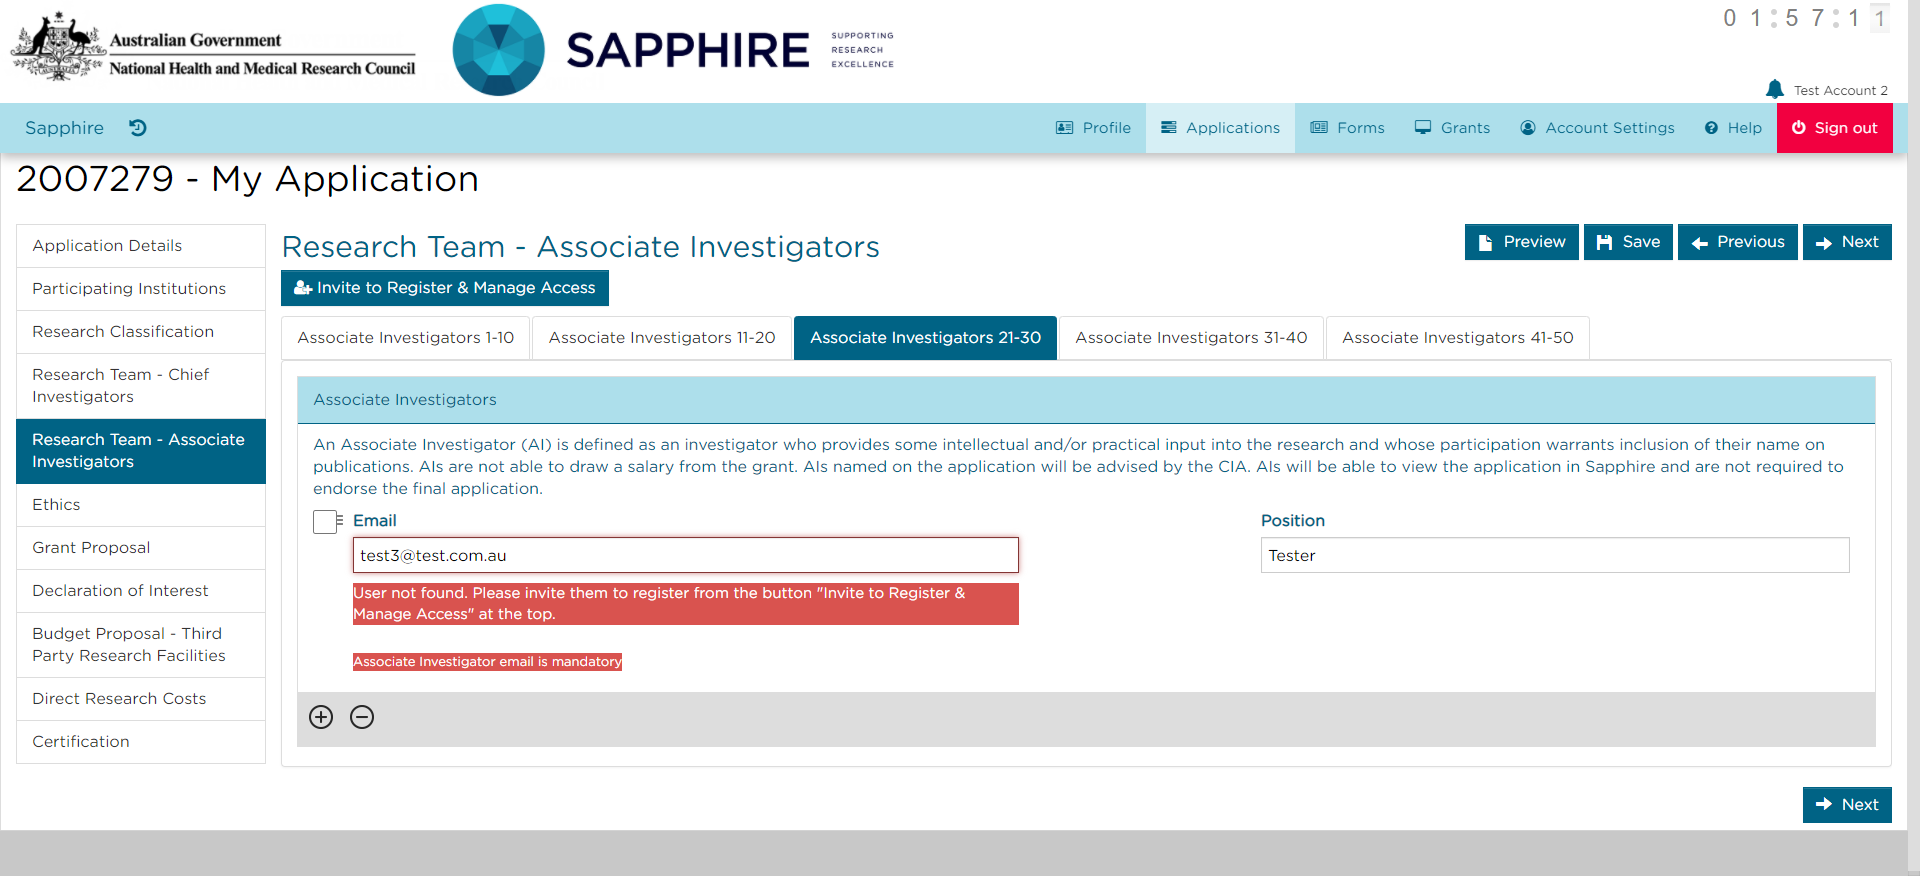 Australian Government
National Health and Medical Research Council
SAPPHIRE
SUPPORTING
RESEARCH
EXCELLENCE
01:57:11
1
Test Account 2
Sapphire
Profile
Applications
Forms
Grants
Account Settings
Help
Sign out
2007279 - My Application
Application Details
Participating Institutions
Research Classification
Research Team - Chief
Investigators
Research Team - Associate
Investigators
Ethics
Grant Proposal
Declaration of Interest
Budget Proposal - Third
Party Research Facilities
Direct Research Costs
Certification
Research Team - Associate Investigators
Preview
Save
Previous
Next
Invite to Register & Manage Access
Associate Investigators 1-10
Associate Investigators 11-20
Associate Investigators 21-30
Associate Investigators 31-40
Associate Investigators 41-50
Associate Investigators
An Associate Investigator (AI) is defined as an investigator who provides some intellectual and/or practical input into the research and whose participation warrants inclusion of their name on
publications. AIs are not able to draw a salary from the grant. AIs named on the application will be advised by the CIA. AIs will be able to view the application in Sapphire and are not required to
endorse the final application.
Email
Position
test3@test.com.au
Tester
User not found. Please invite them to register from the button "Invite to Register &
Manage Access" at the top.
Associate Investigator email is mandatory
Next